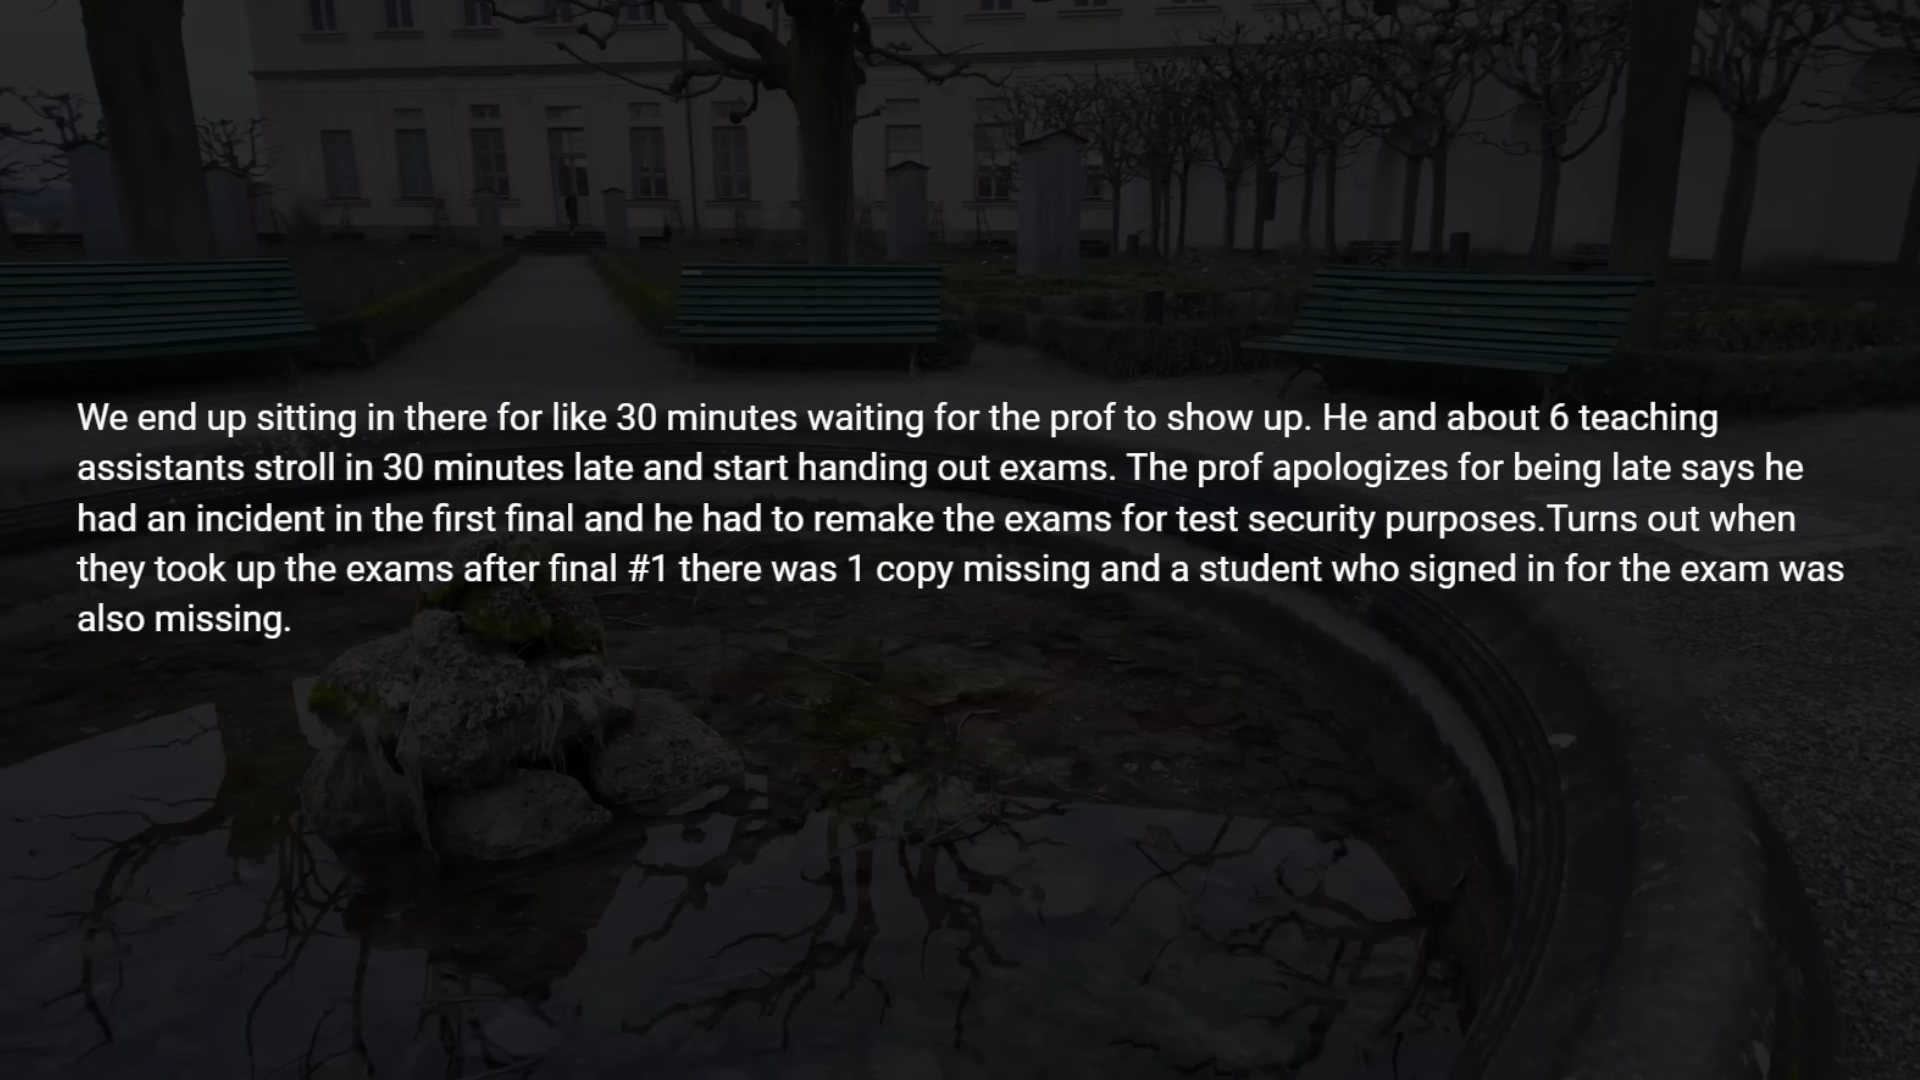 We end up sitting in there for like 30 minutes waiting for the prof to show up. He and about 6 teaching
assistants stroll in 30 minutes late and start handing out exams. The prof apologizes for being late says he
had an incident in the first final and he had to remake the exams for test security purposes.Turns out when
they took up the exams after final #1 there was 1 copy missing and a student who signed in for the exam was
also missing.